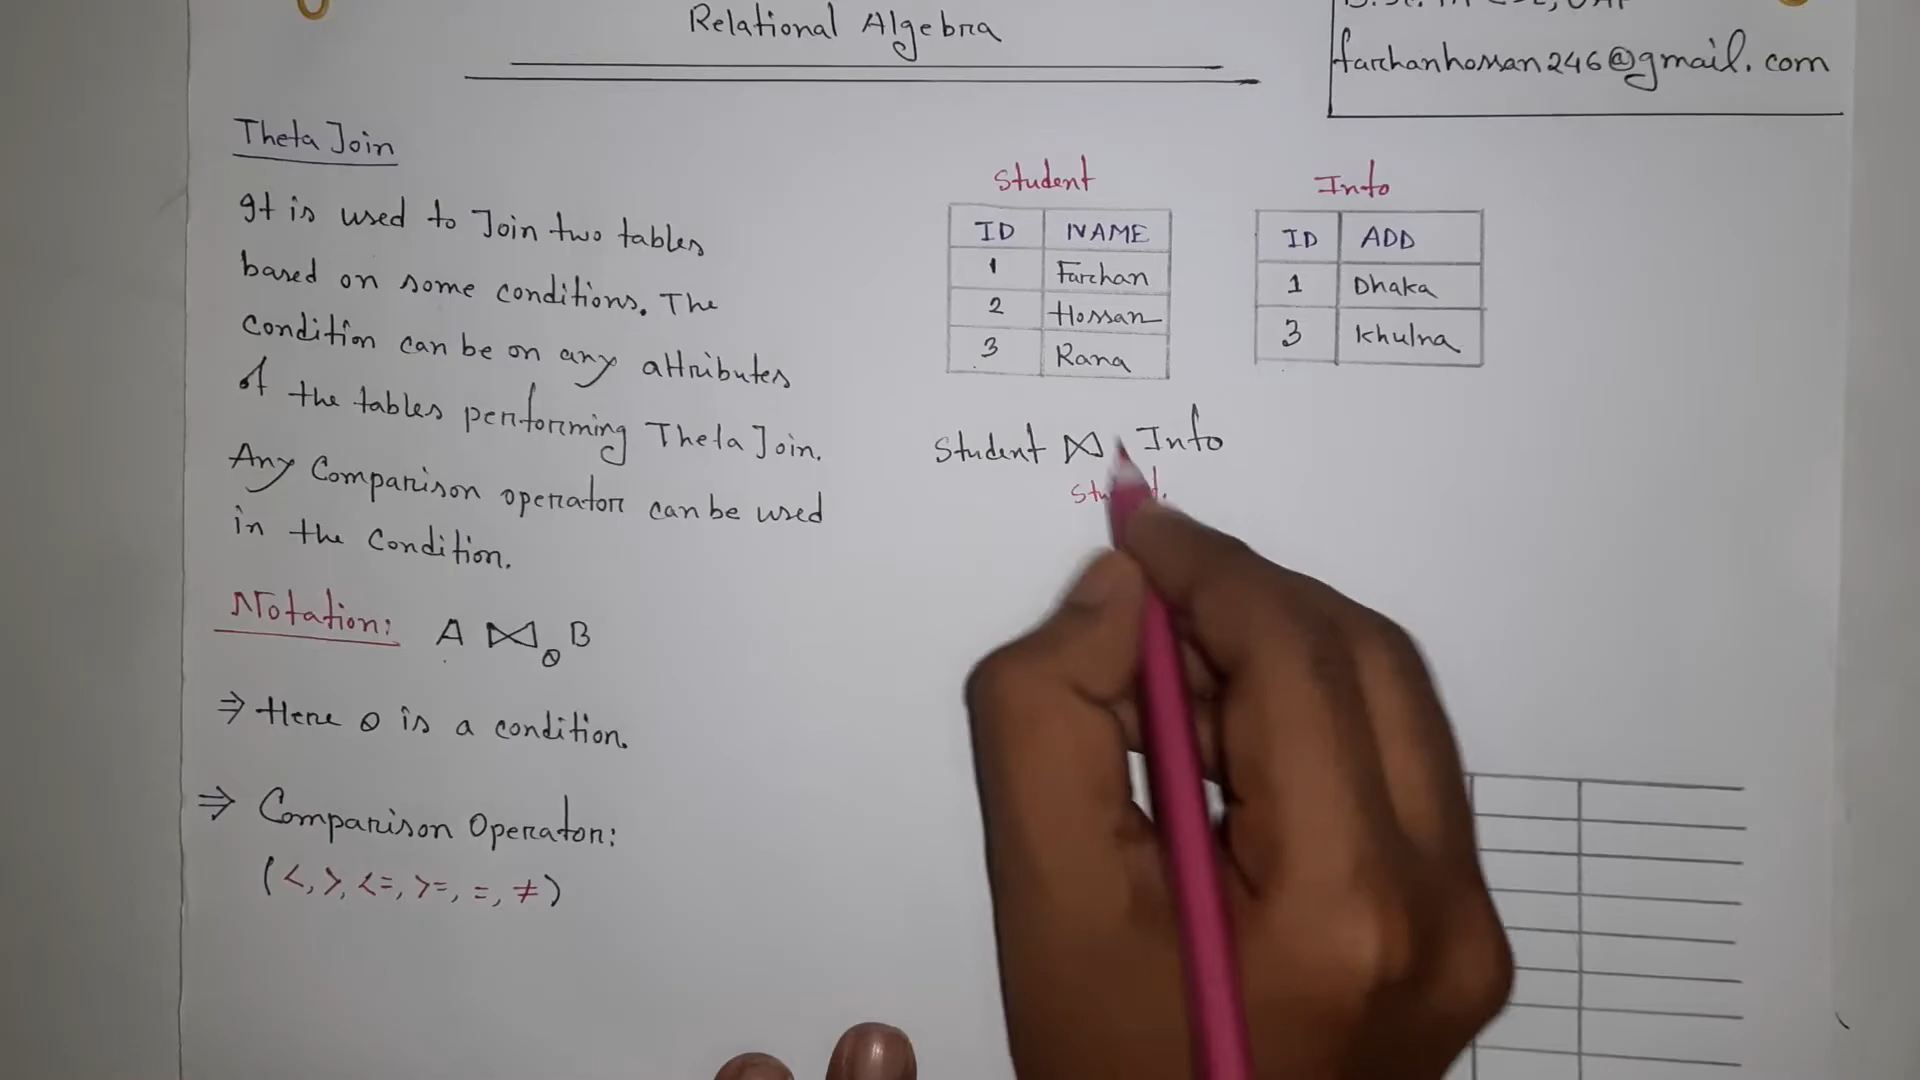 Relational Algebra
farhanhossan246@gmail.com
Theta Join
It is used to Join two tables
based on some conditions. The
condition can be on any attributes
of the tables performing Theta Join.
Any Comparison operator can be used
in the condition.
Notation: A ⋈θ B
⇒ Here θ is a condition.
⇒ Comparison Operator:
(<, >, <=, >=, =, ≠)
Student
ID NAME
1 Farhan
2 Hossan
3 Rana
Info
ID ADD
1 Dhaka
3 Khulna
Student ⋈ Info